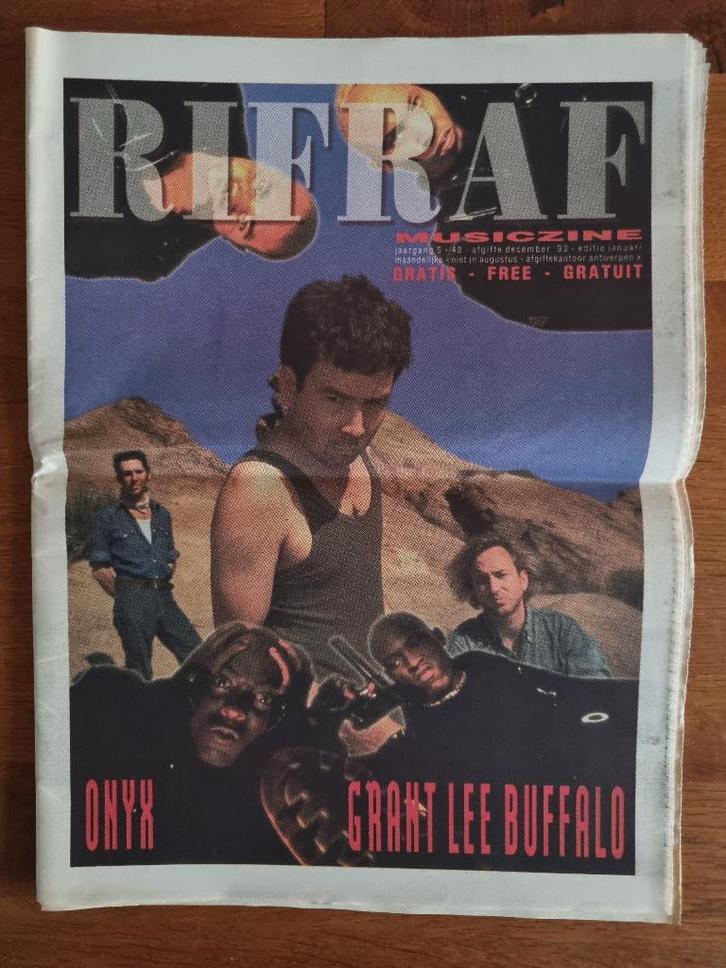 RIFRAF
MUSICZINE
jaargang 5 - 48 - afgifte december '93 - editie januari
maandelijks - niet in augustus - afgiftekantoor antwerpen x
GRATIS - FREE - GRATUIT
ONYX
GRANT LEE BUFFALO